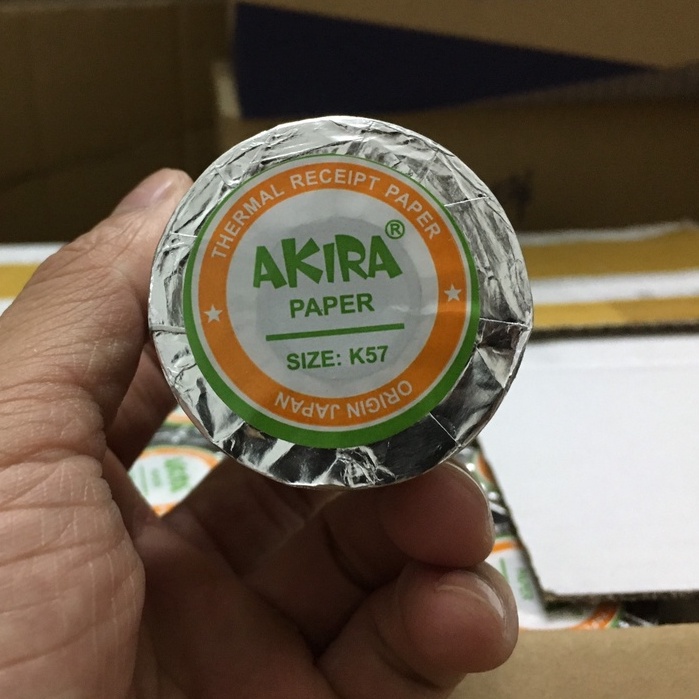 THERMAL RECEIPT PAPER
AKIRA®
PAPER
SIZE: K57
ORIGIN JAPAN